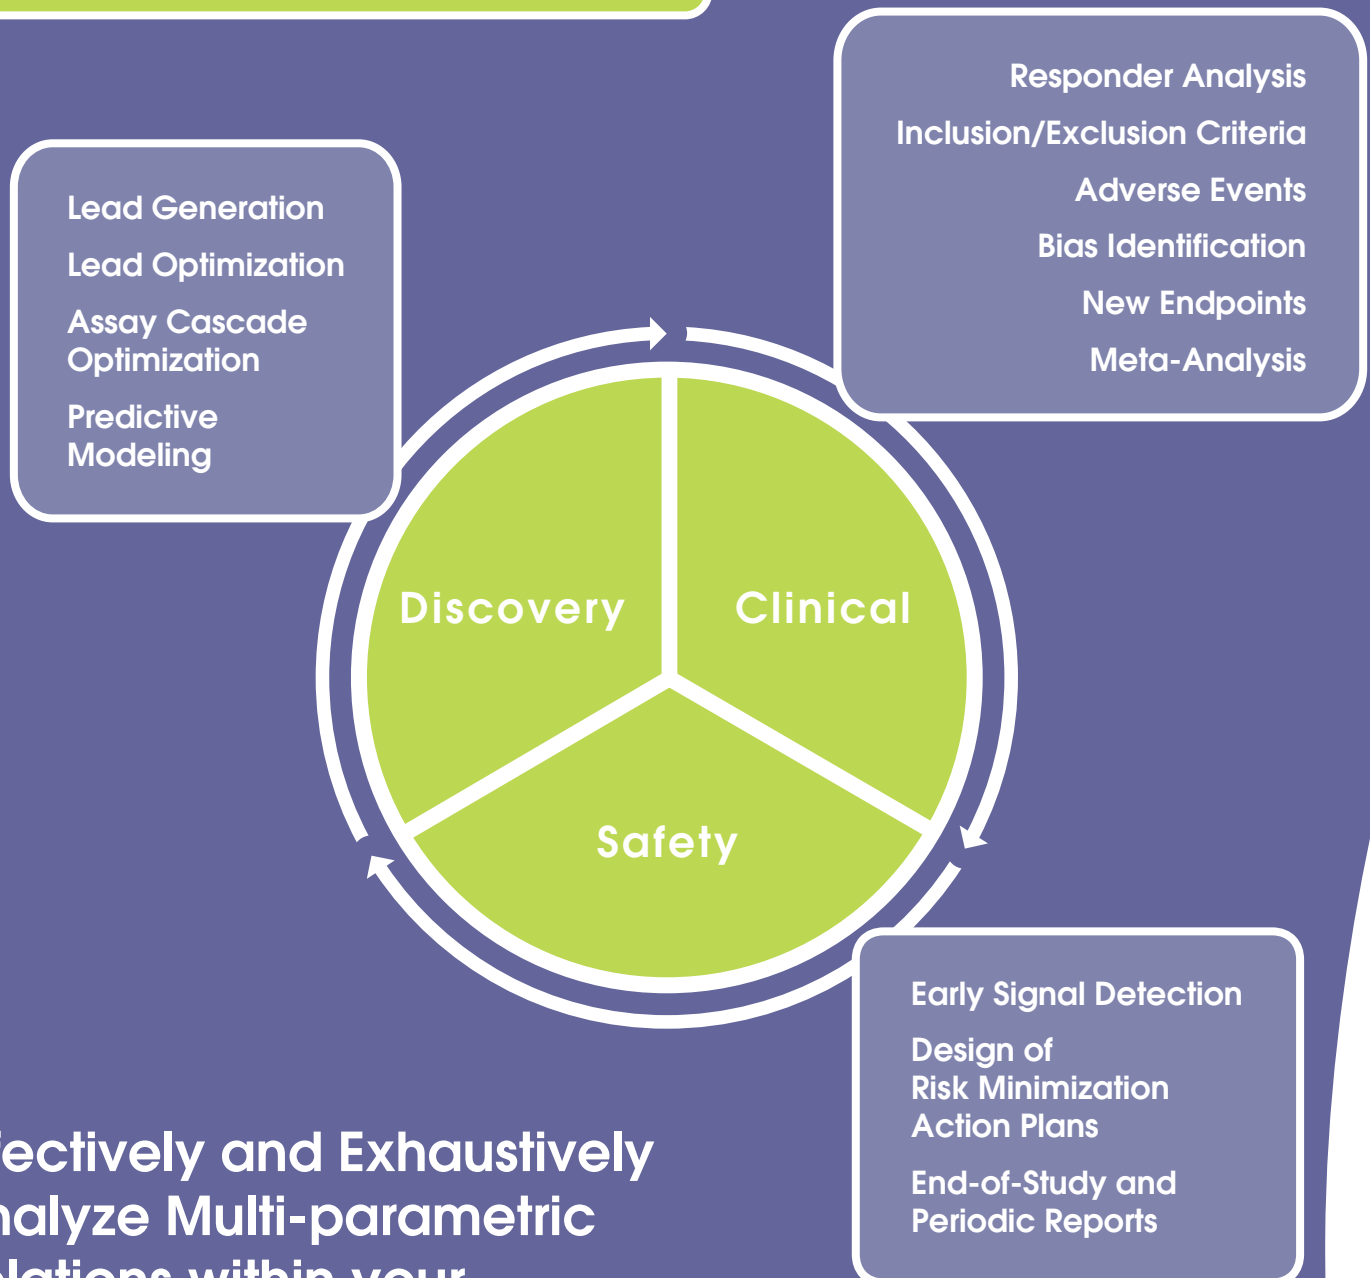 Responder Analysis
Inclusion/Exclusion Criteria
Adverse Events
Bias Identification
New Endpoints
Meta-Analysis
Lead Generation
Lead Optimization
Assay Cascade
Optimization
Predictive
Modeling
Discovery
Clinical
Safety
Early Signal Detection
Design of
Risk Minimization
Action Plans
End-of-Study and
Periodic Reports
and Exhaustively
Multi-parametric
within your